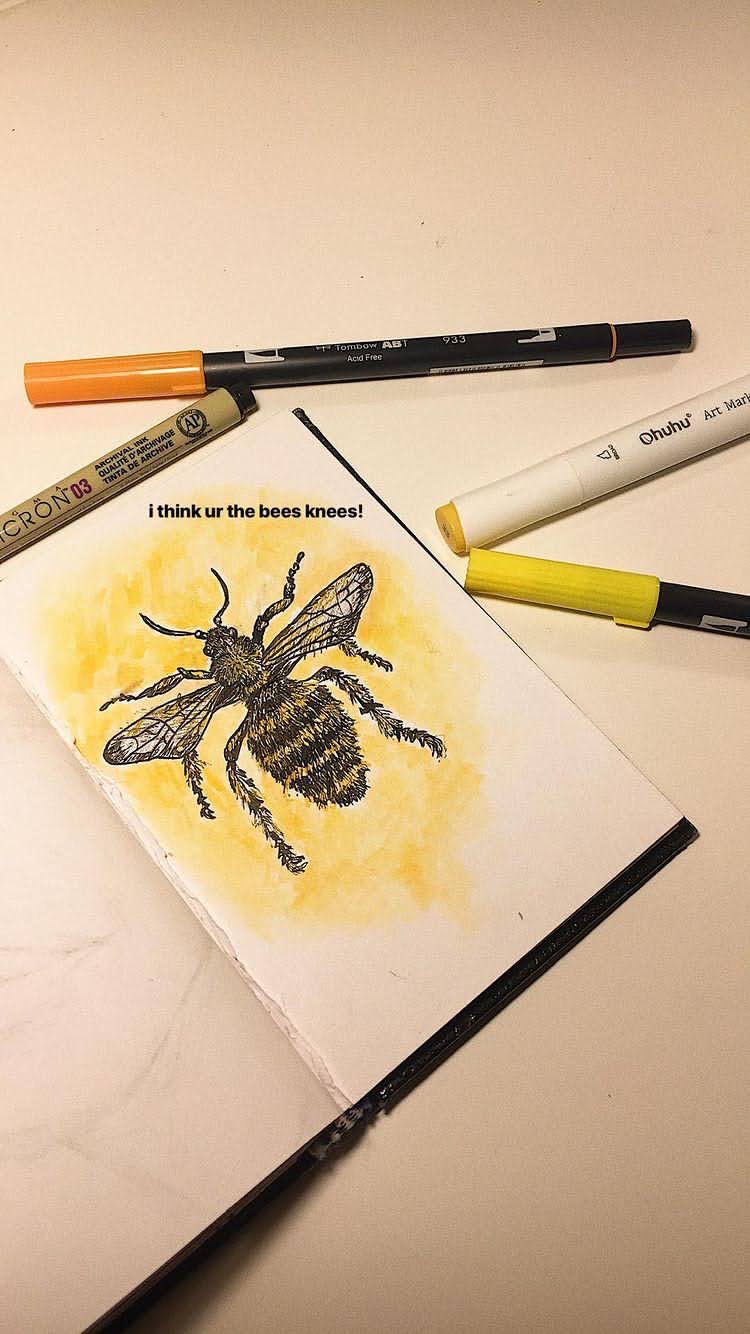 Tombow ABT
933
Acid Free
ARCHIVAL INK
QUALITÉ D'ARCHIVAGE
TINTA DE ARCHIVE
AP
ICRON 03
Ohuhu® Art Mark
i think ur the bees knees!